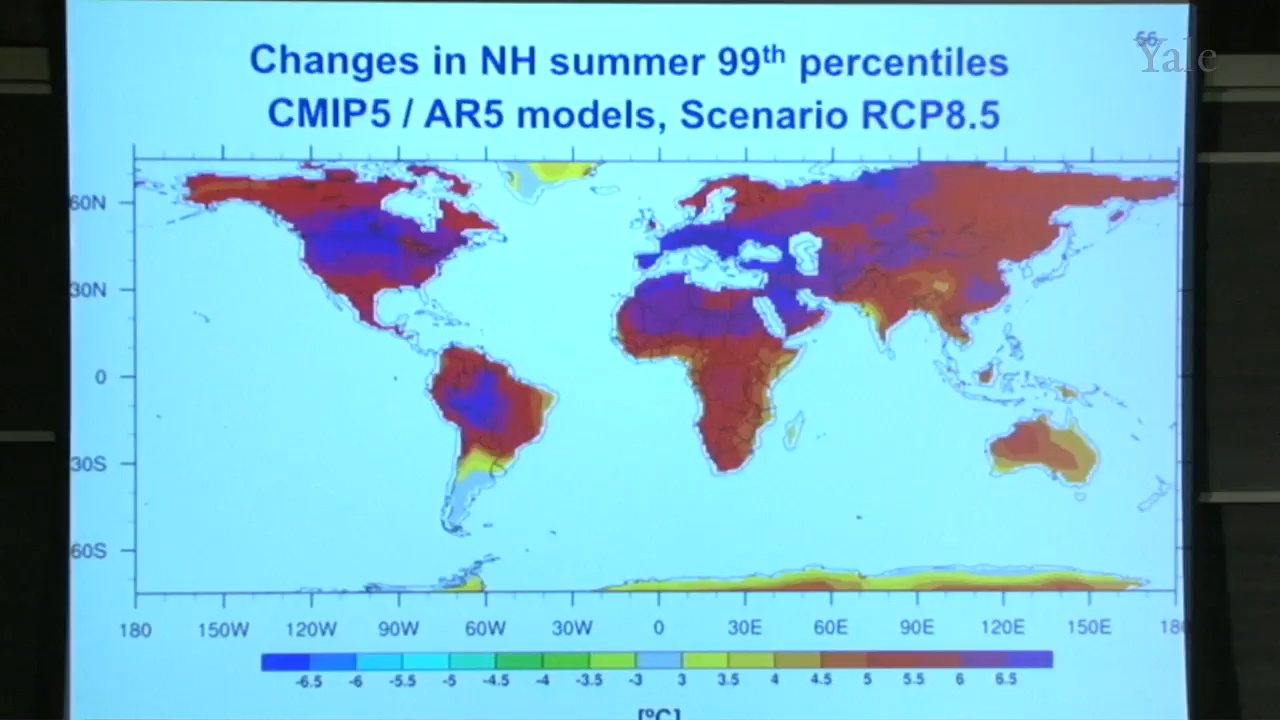 56
Yale
Changes in NH summer 99th percentiles
CMIP5 / AR5 models, Scenario RCP8.5
60N
30N
0
30S
60S
180 150W 120W 90W 60W 30W 0 30E 60E 90E 120E 150E 180
-6.5 -6 -5.5 -5 -4.5 -4 -3.5 -3 3 3.5 4 4.5 5 5.5 6 6.5
[ºC]